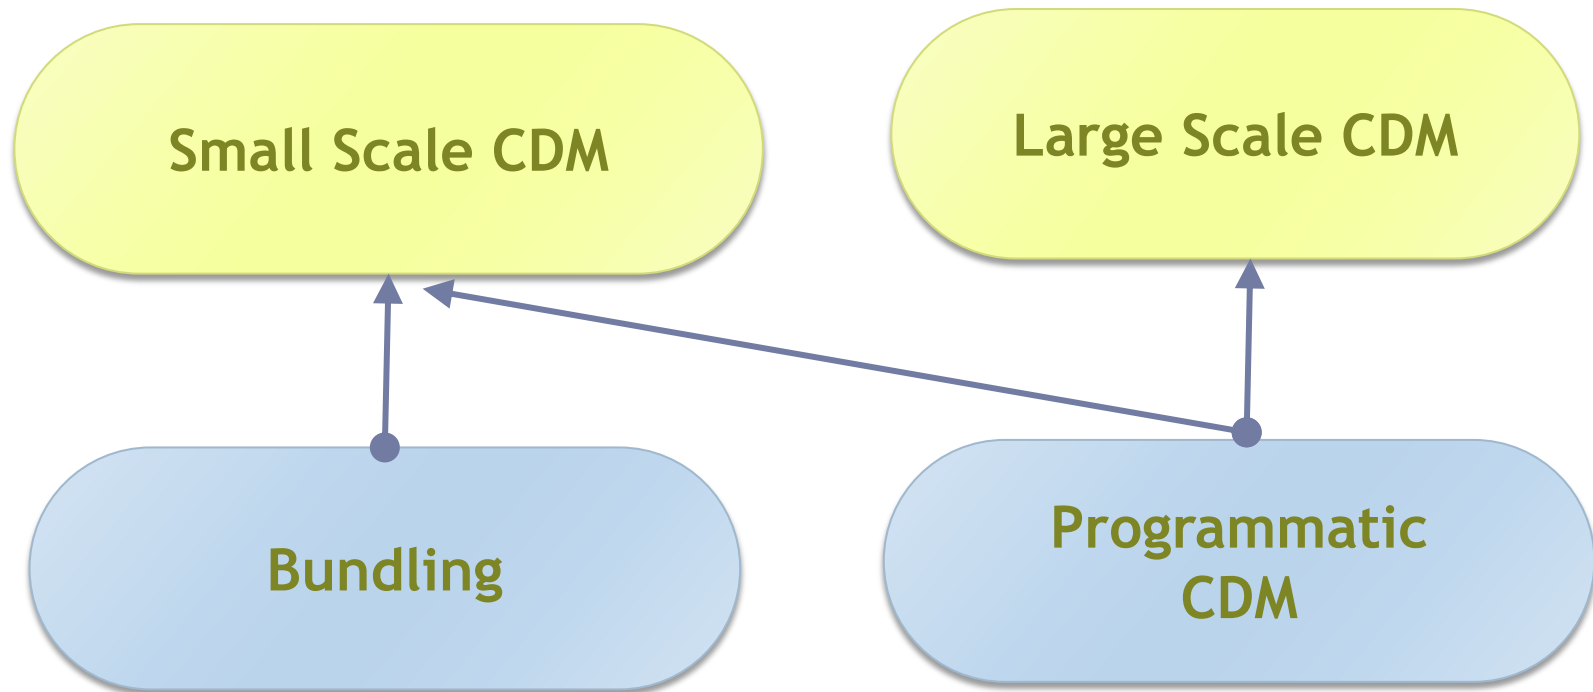 Small Scale CDM
Large Scale CDM
Bundling
Programmatic
CDM